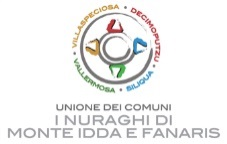 VILLASPECIOSA • DECIMOPUTZU • SILIQUA • VALLERMOSA •
UNIONE DEI COMUNI
I NURAGHI DI
MONTE IDDA E FANARIS